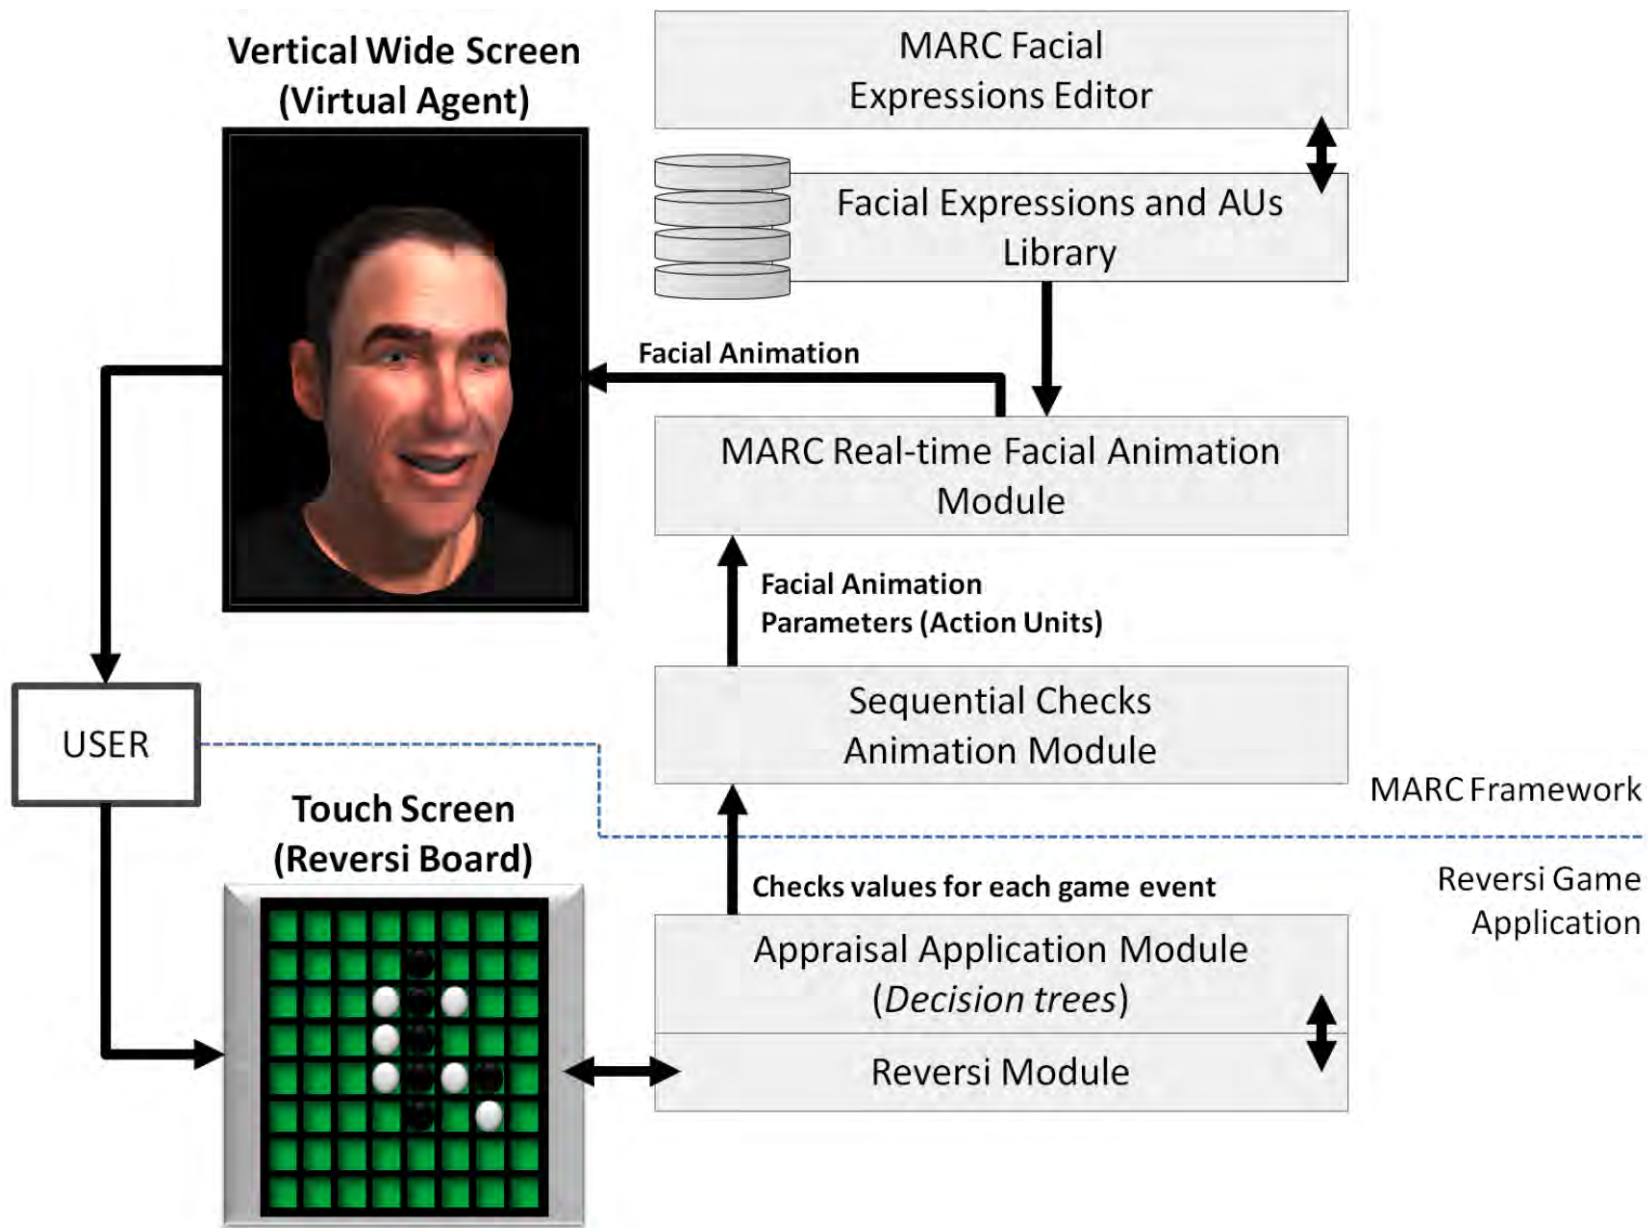 Vertical Wide Screen
(Virtual Agent)
MARC Facial
Expressions Editor
Facial Expressions and AUs
Library
Facial Animation
MARC Real-time Facial Animation
Module
Facial Animation
Parameters (Action Units)
Sequential Checks
Animation Module
USER
MARC Framework
Touch Screen
(Reversi Board)
Reversi Game
Application
Checks values for each game event
Appraisal Application Module
(Decision trees)
Reversi Module